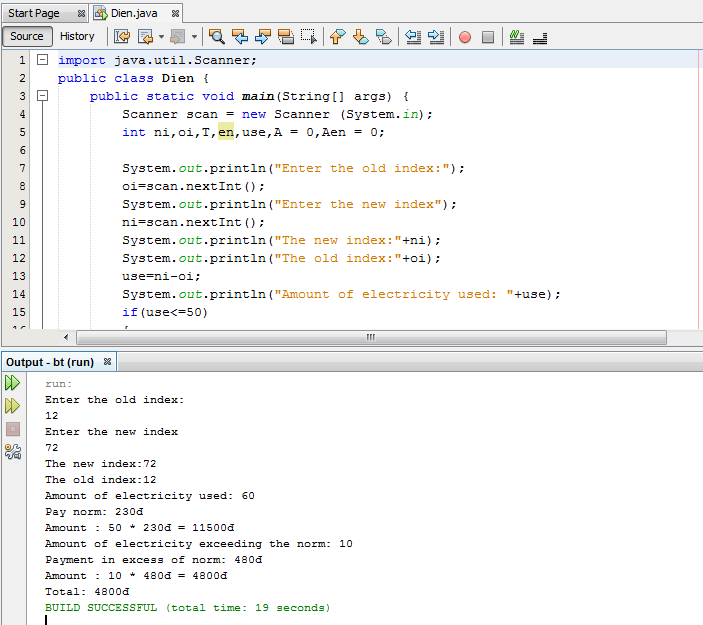 Start Page Dien.java
Source History
1 import java.util.Scanner;
2 public class Dien {
3 public static void main(String[] args) {
4 Scanner scan = new Scanner (System.in);
5 int ni,oi,T,en,use,A = 0,Aen = 0;
6
7 System.out.println("Enter the old index:");
8 oi=scan.nextInt();
9 System.out.println("Enter the new index");
10 ni=scan.nextInt();
11 System.out.println("The new index:"+ni);
12 System.out.println("The old index:"+oi);
13 use=ni-oi;
14 System.out.println("Amount of electricity used: "+use);
15 if(use<=50)
Output - bt (run)
run:
Enter the old index:
12
Enter the new index
72
The new index:72
The old index:12
Amount of electricity used: 60
Pay norm: 230đ
Amount : 50 * 230đ = 11500đ
Amount of electricity exceeding the norm: 10
Payment in excess of norm: 480đ
Amount : 10 * 480đ = 4800đ
Total: 4800đ
BUILD SUCCESSFUL (total time: 19 seconds)